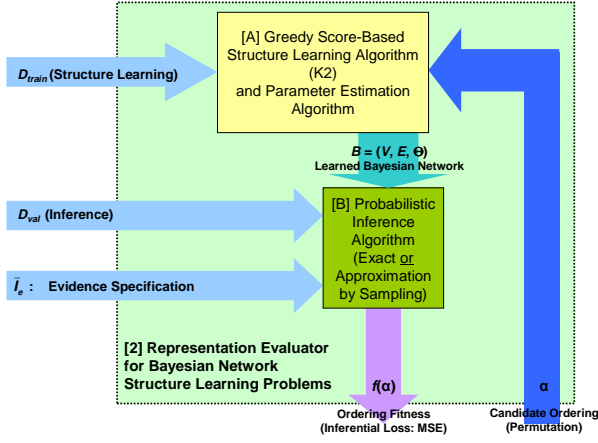 [A] Greedy Score-Based
Structure Learning Algorithm
(K2)
and Parameter Estimation
Algorithm
D_train (Structure Learning)
B = (V, E, Θ)
Learned Bayesian Network
[B] Probabilistic
Inference
Algorithm
(Exact or
Approximation
by Sampling)
D_val (Inference)
I_e : Evidence Specification
[2] Representation Evaluator
for Bayesian Network
Structure Learning Problems
f(α)
α
Ordering Fitness
(Inferential Loss: MSE)
Candidate Ordering
(Permutation)